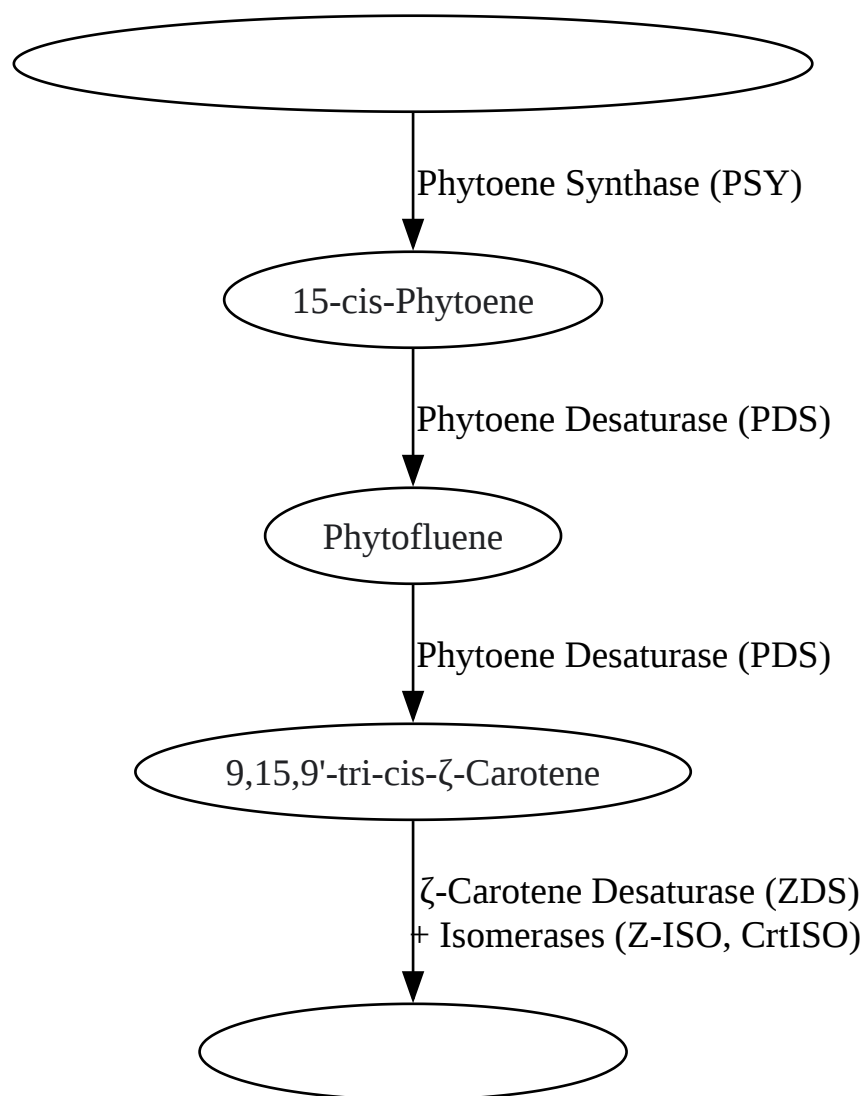 Phytoene Synthase (PSY)
15-cis-Phytoene
Phytoene Desaturase (PDS)
Phytofluene
Phytoene Desaturase (PDS)
9,15,9'-tri-cis-ζ-Carotene
ζ-Carotene Desaturase (ZDS)
+ Isomerases (Z-ISO, CrtISO)